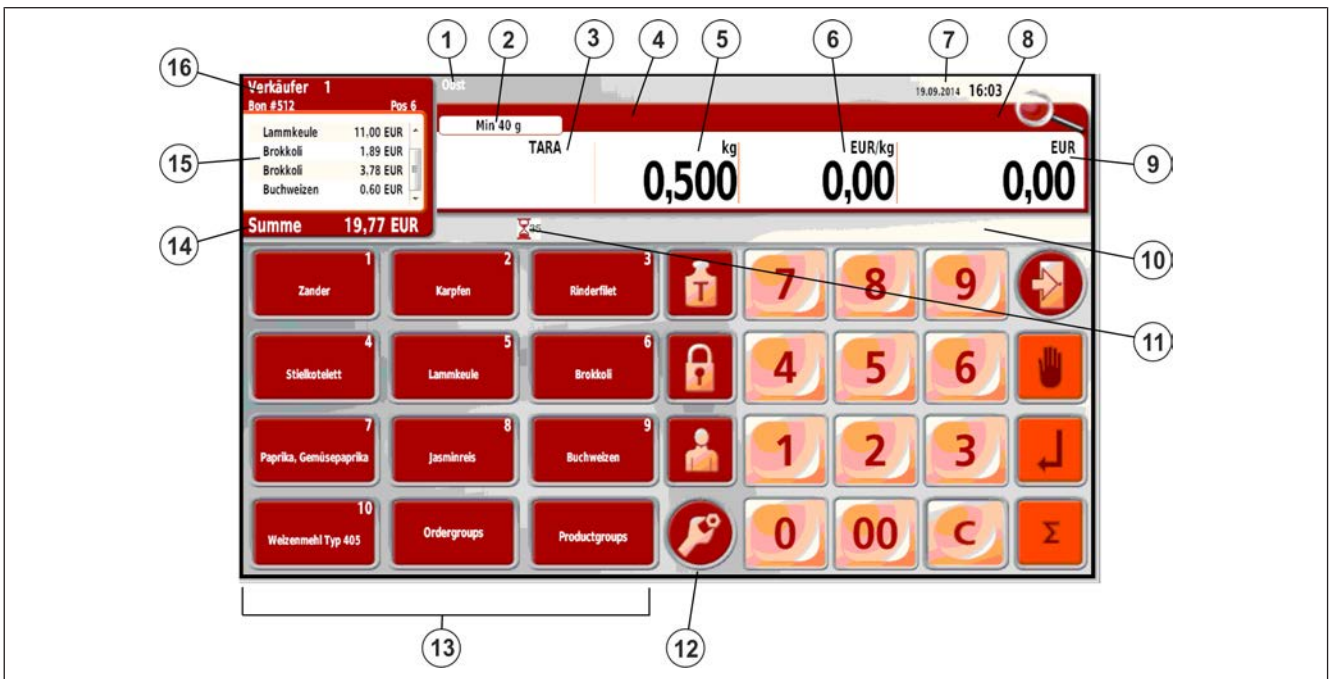 1 2 3 4 5 6 7 8
16
Verkäufer 1
Obst
19.09.2014 16:03
Bon #512 Pos 6
Min 40 g
Lammkeule 11.00 EUR
TARA kg EUR/kg EUR
15
Brokkoli 1.89 EUR
9
Brokkoli 3.78 EUR
0,500 0,00 0,00
Buchweizen 0.60 EUR
14
Summe 19,77 EUR
10
1 Zander
2 Karpfen
3 Rinderfilet
T
7 8 9
11
4 Stielkotelett
5 Lammkeule
6 Brokkoli
4 5 6
7 Paprika, Gemüsepaprika
8 Jasminreis
9 Buchweizen
1 2 3
10 Weizenmehl Typ 405
Ordergroups
Productgroups
0 00 C Σ
13 12